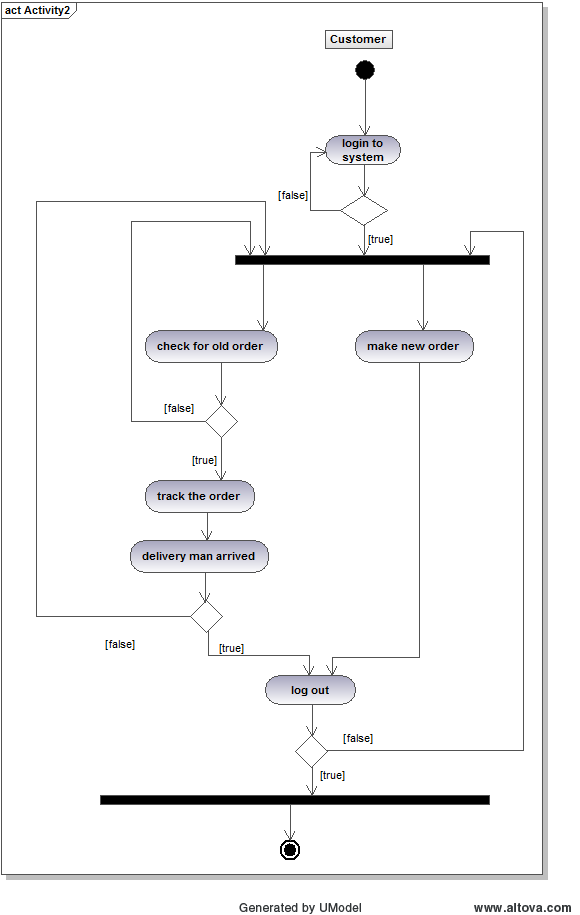 act Activity2
Customer
login to
system
[false]
[true]
check for old order
make new order
[false]
[true]
track the order
delivery man arrived
[false]
[true]
log out
[false]
[true]
Generated by UModel
www.altova.com